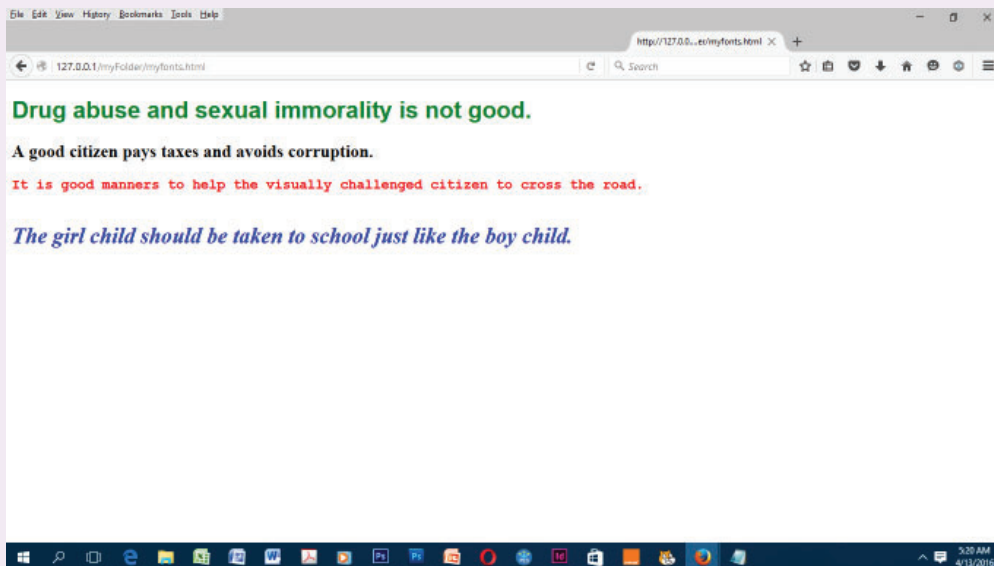 File Edit View History Bookmarks Tools Help
http://127.0.0...er/myfonts.html
127.0.0.1/myFolder/myfonts.html
Search
Drug abuse and sexual immorality is not good.
A good citizen pays taxes and avoids corruption.
It is good manners to help the visually challenged citizen to cross the road.
The girl child should be taken to school just like the boy child.
Ps
Id
5:20 AM
4/13/2016